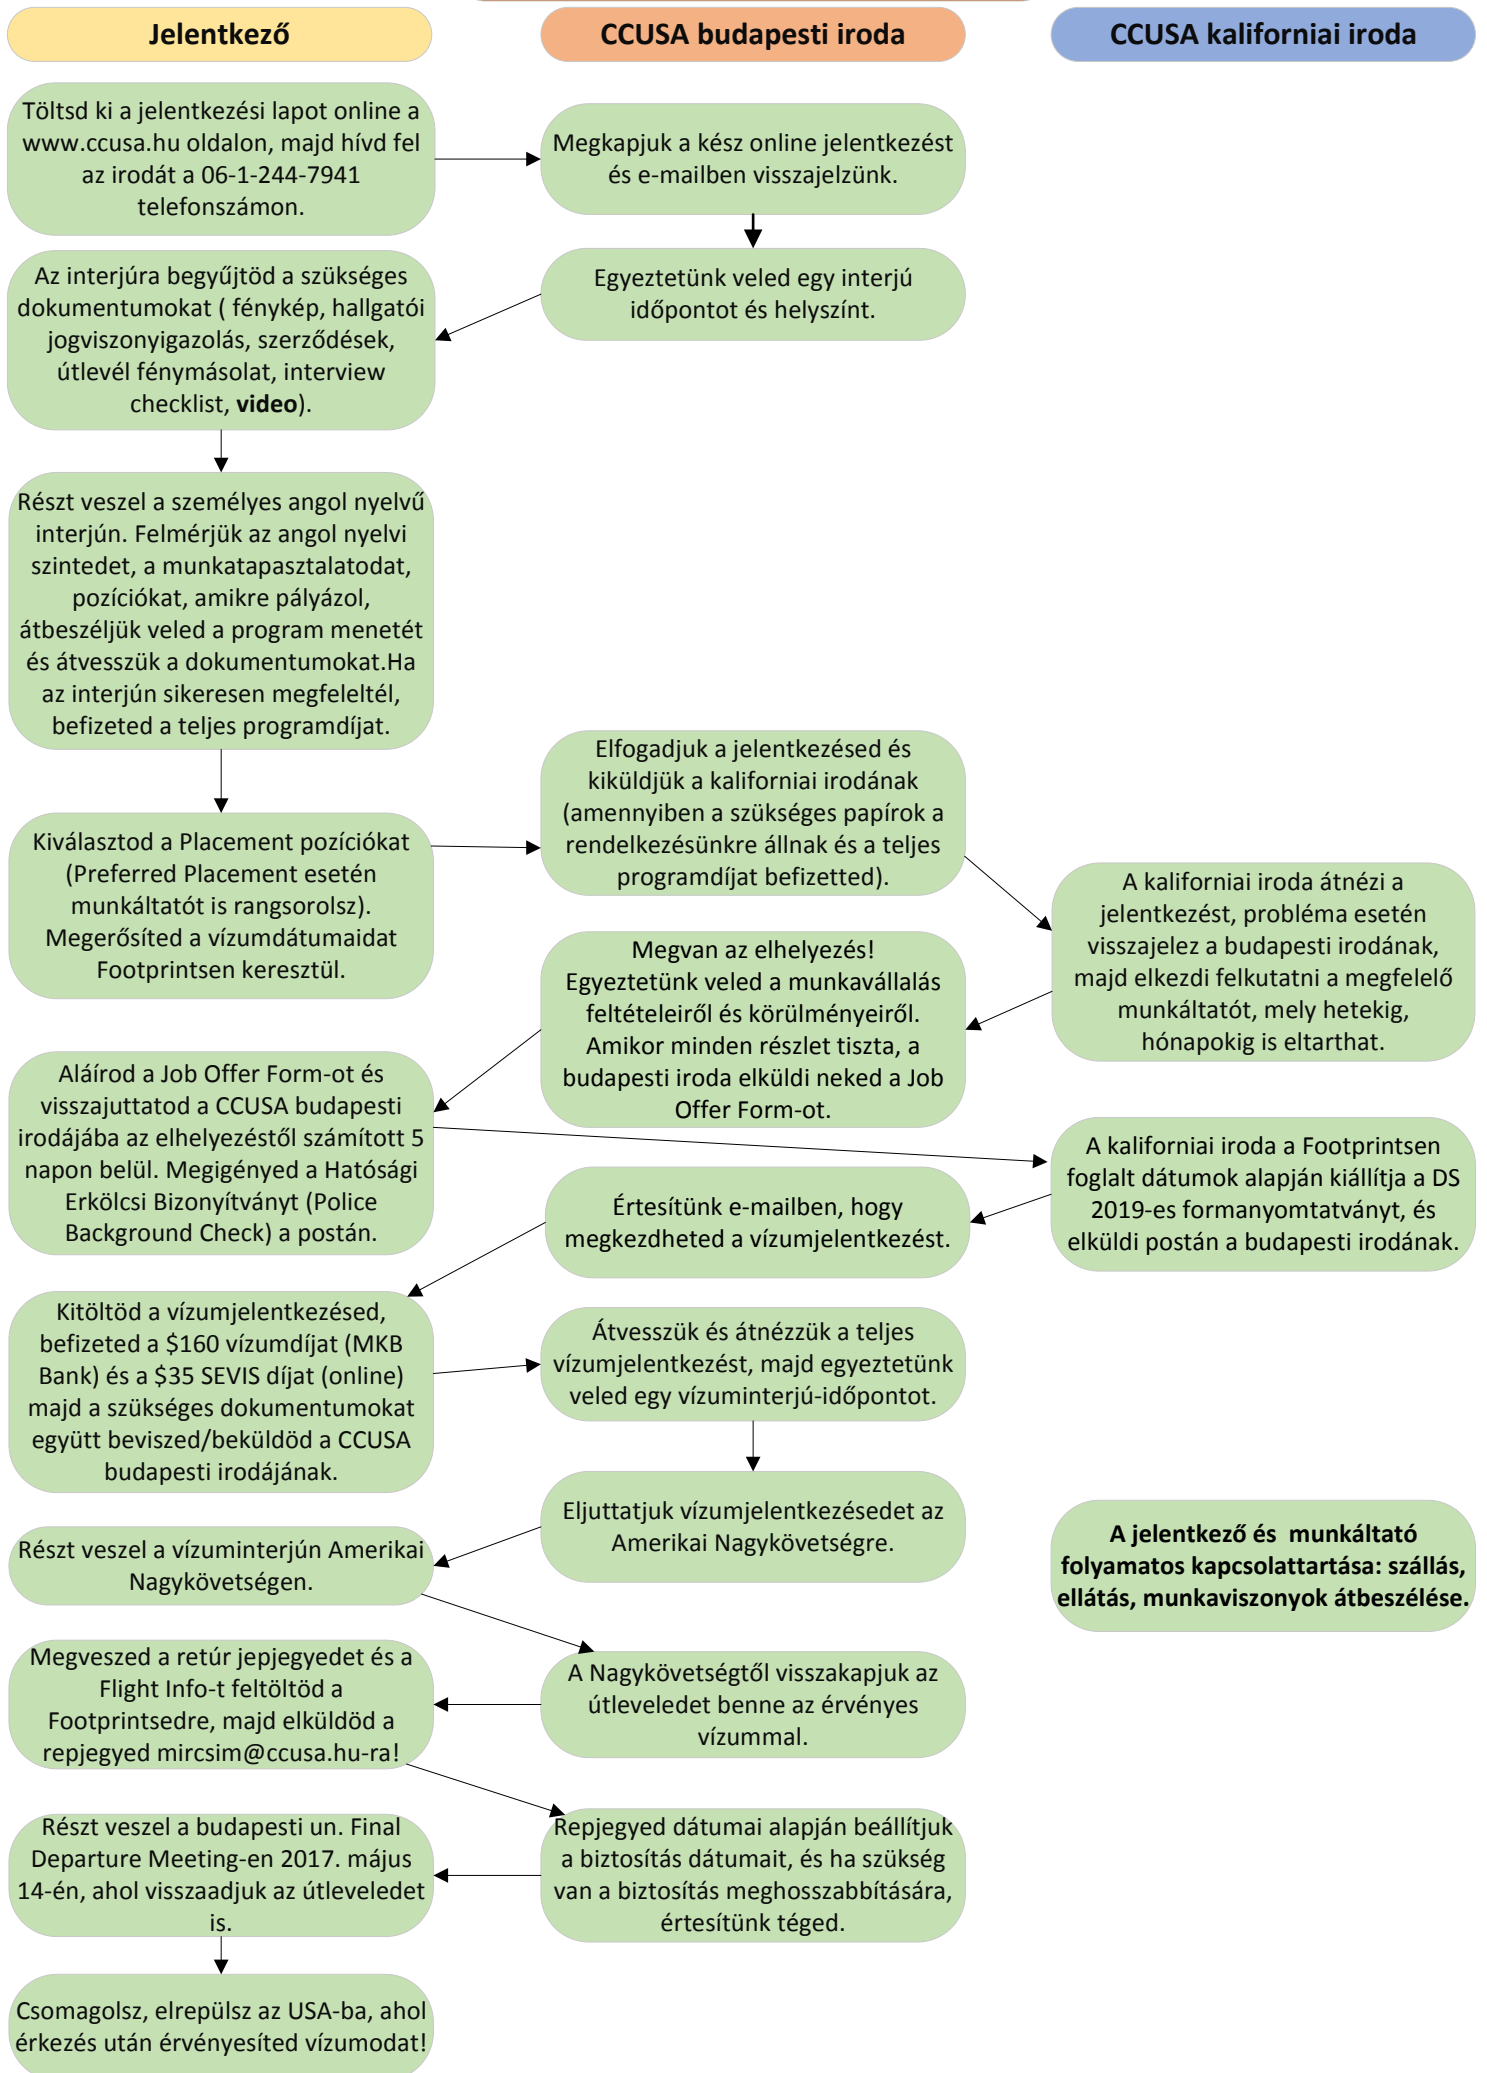 Jelentkező
CCUSA budapesti iroda
CCUSA kaliforniai iroda
Töltsd ki a jelentkezési lapot online a
www.ccusa.hu oldalon, majd hívd fel
az irodát a 06-1-244-7941
telefonszámon.
Megkapjuk a kész online jelentkezést
és e-mailben visszajelzünk.
Egyeztetünk veled egy interjú
időpontot és helyszínt.
Az interjúra begyűjtöd a szükséges
dokumentumokat ( fénykép, hallgatói
jogviszonyigazolás, szerződések,
útlevél fénymásolat, interview
checklist, video).
Részt veszel a személyes angol nyelvű
interjún. Felmérjük az angol nyelvi
szintedet, a munkatapasztalatodat,
pozíciókat, amikre pályázol,
átbeszéljük veled a program menetét
és átvesszük a dokumentumokat.Ha
az interjún sikeresen megfeleltél,
befizeted a teljes programdíjat.
Kiválasztod a Placement pozíciókat
(Preferred Placement esetén
munkáltatót is rangsorolsz).
Megerősíted a vízumdátumaidat
Footprintsen keresztül.
Elfogadjuk a jelentkezésed és
kiküldjük a kaliforniai irodának
(amennyiben a szükséges papírok a
rendelkezésünkre állnak és a teljes
programdíjat befizetted).
A kaliforniai iroda átnézi a
jelentkezést, probléma esetén
visszajelez a budapesti irodának,
majd elkezdi felkutatni a megfelelő
munkáltatót, mely hetekig,
hónapokig is eltarthat.
Megvan az elhelyezés!
Egyeztetünk veled a munkavállalás
feltételeiről és körülményeiről.
Amikor minden részlet tiszta, a
budapesti iroda elküldi neked a Job
Offer Form-ot.
Aláírod a Job Offer Form-ot és
visszajuttatod a CCUSA budapesti
irodájába az elhelyezéstől számított 5
napon belül. Megigényed a Hatósági
Erkölcsi Bizonyítványt (Police
Background Check) a postán.
A kaliforniai iroda a Footprintsen
foglalt dátumok alapján kiállítja a DS
2019-es formanyomtatványt, és
elküldi postán a budapesti irodának.
Értesítünk e-mailben, hogy
megkezdheted a vízumjelentkezést.
Kitöltöd a vízumjelentkezésed,
befizeted a $160 vízumdíjat (MKB
Bank) és a $35 SEVIS díjat (online)
majd a szükséges dokumentumokat
együtt beviszed/beküldöd a CCUSA
budapesti irodájának.
Átvesszük és átnézzük a teljes
vízumjelentkezést, majd egyeztetünk
veled egy vízuminterjú-időpontot.
Eljuttatjuk vízumjelentkezésedet az
Amerikai Nagykövetségre.
A jelentkező és  munkáltató
folyamatos kapcsolattartása: szállás,
ellátás, munkaviszonyok átbeszélése.
Részt veszel a vízuminterjún Amerikai
Nagykövetségen.
A Nagykövetségtől visszakapjuk az
útleveledet benne az érvényes
vízummal.
Megveszed a retúr jepjegyedet és a
Flight Info-t feltöltöd a
Footprintsedre, majd elküldöd a
repjegyed mircsim@ccusa.hu-ra!
Repjegyed dátumai alapján beállítjuk
a biztosítás dátumait, és ha szükség
van a biztosítás meghosszabbítására,
értesítünk téged.
Részt veszel a budapesti un. Final
Departure Meeting-en 2017. május
14-én, ahol visszaadjuk az útleveledet
is.
Csomagolsz, elrepülsz az USA-ba, ahol
érkezés után érvényesíted vízumodat!